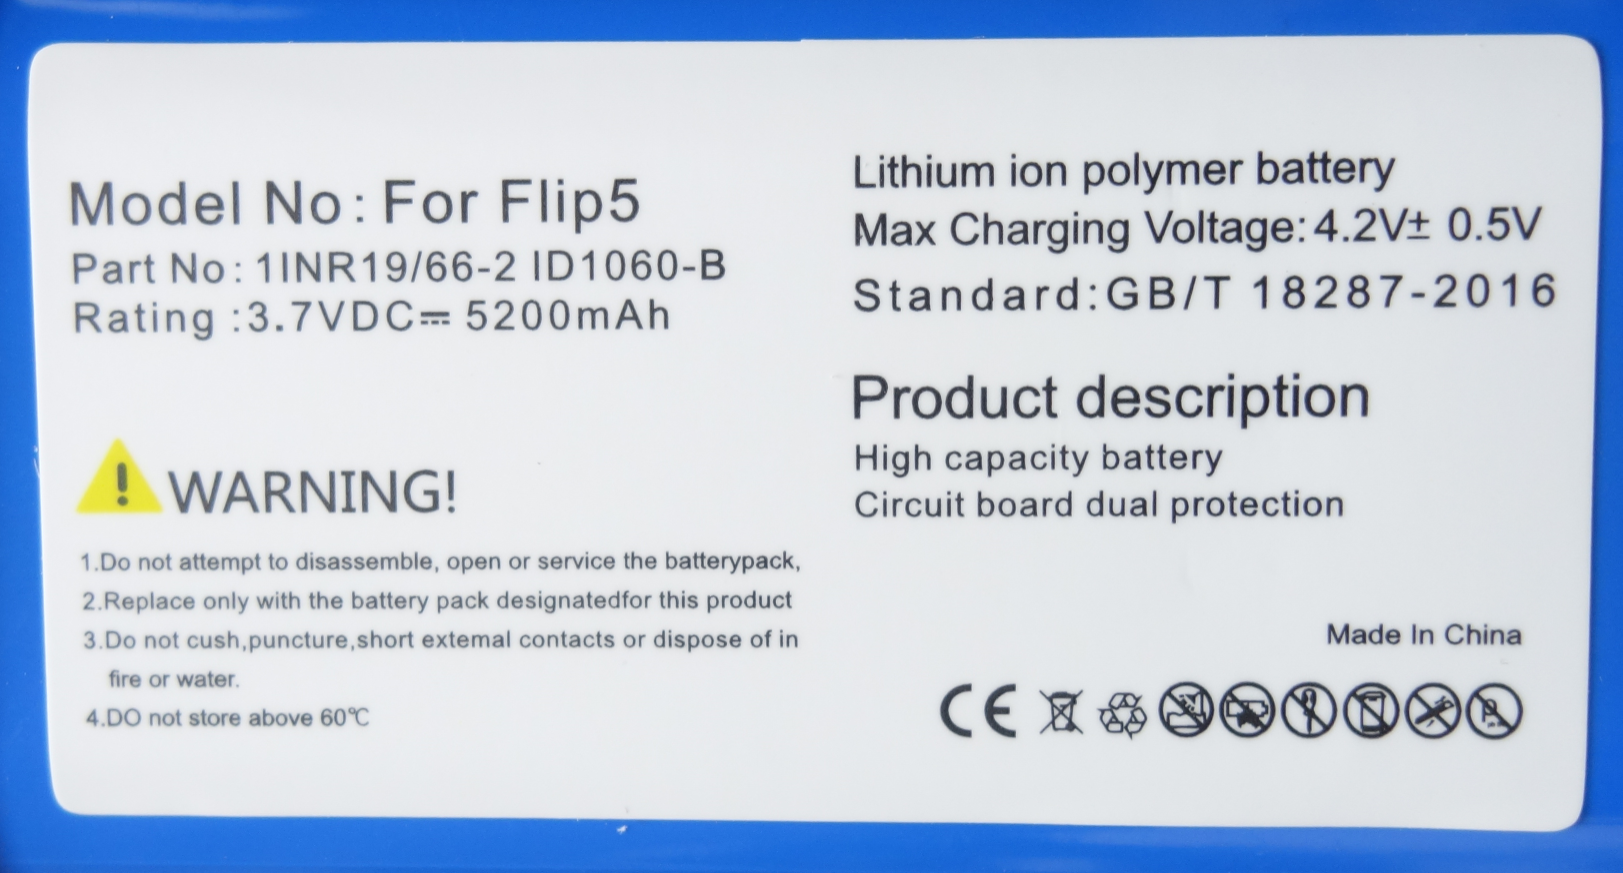 Model No: For Flip5
Part No: 1INR19/66-2 ID1060-B
Rating :3.7VDC⎓ 5200mAh
WARNING!
1.Do not attempt to disassemble, open or service the batterypack,
2.Replace only with the battery pack designatedfor this product
3.Do not cush,puncture,short extemal contacts or dispose of in
fire or water.
4.DO not store above 60℃
Lithium ion polymer battery
Max Charging Voltage:4.2V± 0.5V
Standard:GB/T 18287-2016
Product description
High capacity battery
Circuit board dual protection
Made In China
CE